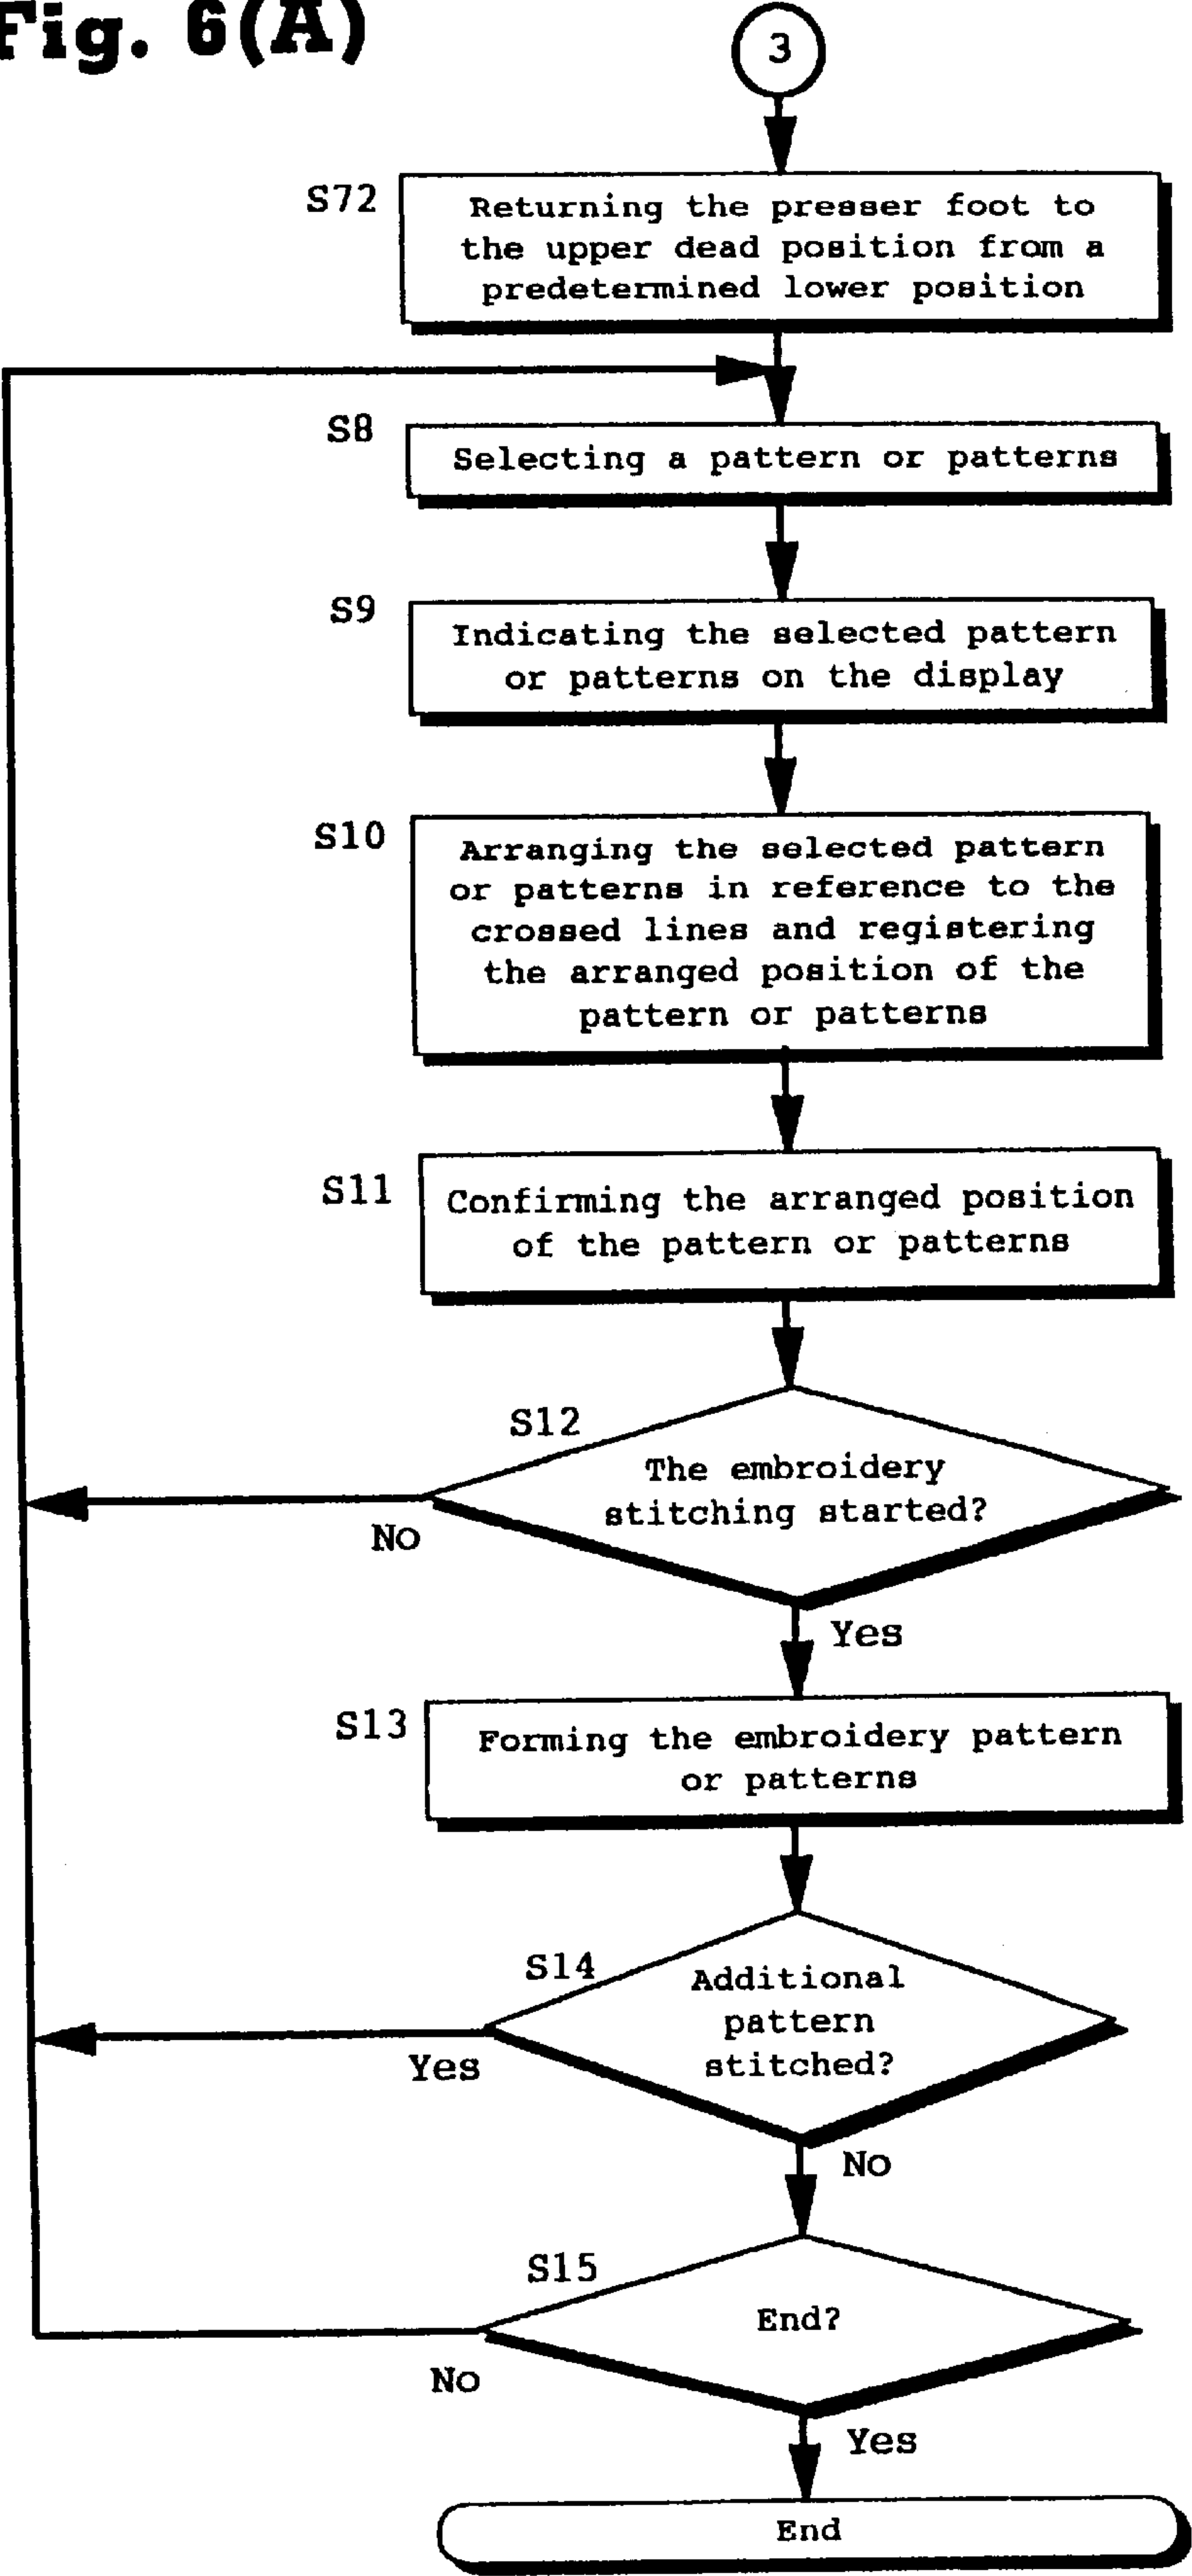 Fig. 6(A)
3
S72
Returning the presser foot to
the upper dead position from a
predetermined lower position
S8
Selecting a pattern or patterns
S9
Indicating the selected pattern
or patterns on the display
S10
Arranging the selected pattern
or patterns in reference to the
crossed lines and registering
the arranged position of the
pattern or patterns
S11
Confirming the arranged position
of the pattern or patterns
S12
The embroidery
stitching started?
No
Yes
S13
Forming the embroidery pattern
or patterns
S14
Additional
pattern
stitched?
Yes
No
S15
End?
No
Yes
End